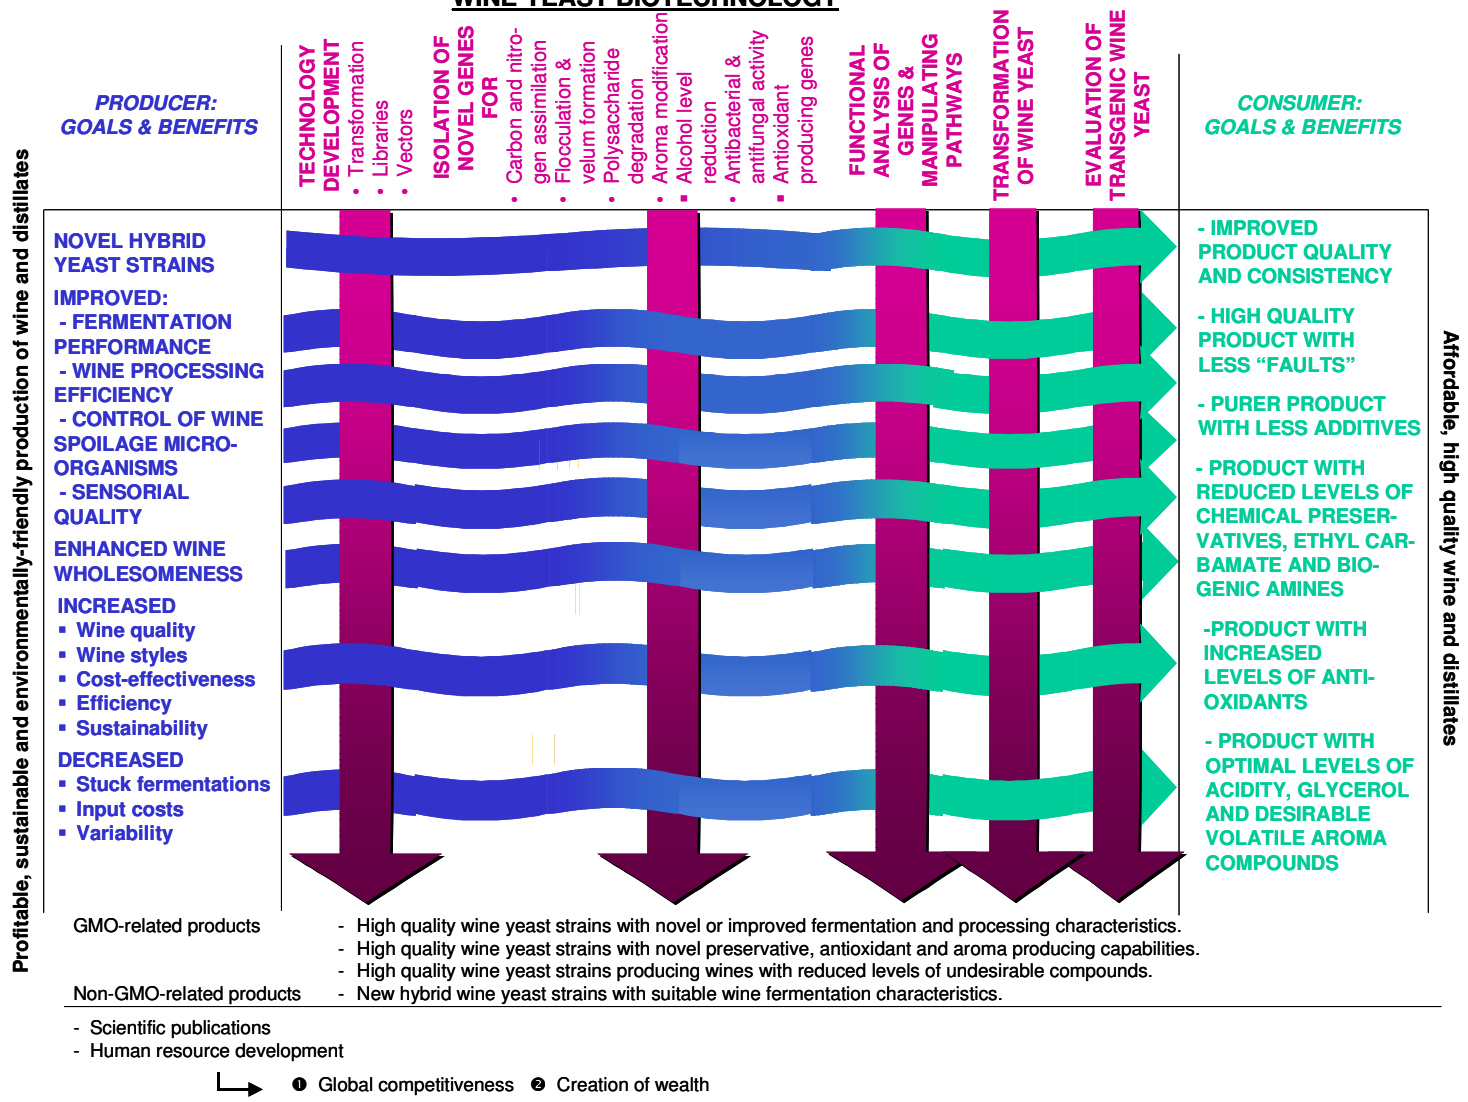 WINE YEAST BIOTECHNOLOGY
PRODUCER:
GOALS & BENEFITS
TECHNOLOGY
DEVELOPMENT
• Transformation
• Libraries
• Vectors
ISOLATION OF
NOVEL GENES
FOR
• Carbon and nitro-
gen assimilation
• Flocculation &
velum formation
• Polysaccharide
degradation
• Aroma modification
▪ Alcohol level
reduction
• Antibacterial &
antifungal activity
▪ Antioxidant
producing genes
FUNCTIONAL
ANALYSIS OF
GENES &
MANIPULATING
PATHWAYS
TRANSFORMATION
OF WINE YEAST
EVALUATION OF
TRANSGENIC WINE
YEAST
CONSUMER:
GOALS & BENEFITS
Profitable, sustainable and environmentally-friendly production of wine and distillates
NOVEL HYBRID
YEAST STRAINS
IMPROVED:
- FERMENTATION
PERFORMANCE
- WINE PROCESSING
EFFICIENCY
- CONTROL OF WINE
SPOILAGE MICRO-
ORGANISMS
- SENSORIAL
QUALITY
ENHANCED WINE
WHOLESOMENESS
INCREASED
▪ Wine quality
▪ Wine styles
▪ Cost-effectiveness
▪ Efficiency
▪ Sustainability
DECREASED
▪ Stuck fermentations
▪ Input costs
▪ Variability
- IMPROVED
PRODUCT QUALITY
AND CONSISTENCY
- HIGH QUALITY
PRODUCT WITH
LESS “FAULTS”
- PURER PRODUCT
WITH LESS ADDITIVES
- PRODUCT WITH
REDUCED LEVELS OF
CHEMICAL PRESER-
VATIVES, ETHYL CAR-
BAMATE AND BIO-
GENIC AMINES
-PRODUCT WITH
INCREASED
LEVELS OF ANTI-
OXIDANTS
- PRODUCT WITH
OPTIMAL LEVELS OF
ACIDITY, GLYCEROL
AND DESIRABLE
VOLATILE AROMA
COMPOUNDS
Affordable, high quality wine and distillates
GMO-related products - High quality wine yeast strains with novel or improved fermentation and processing characteristics.
- High quality wine yeast strains with novel preservative, antioxidant and aroma producing capabilities.
- High quality wine yeast strains producing wines with reduced levels of undesirable compounds.
Non-GMO-related products - New hybrid wine yeast strains with suitable wine fermentation characteristics.
- Scientific publications
- Human resource development
❶ Global competitiveness ❷ Creation of wealth